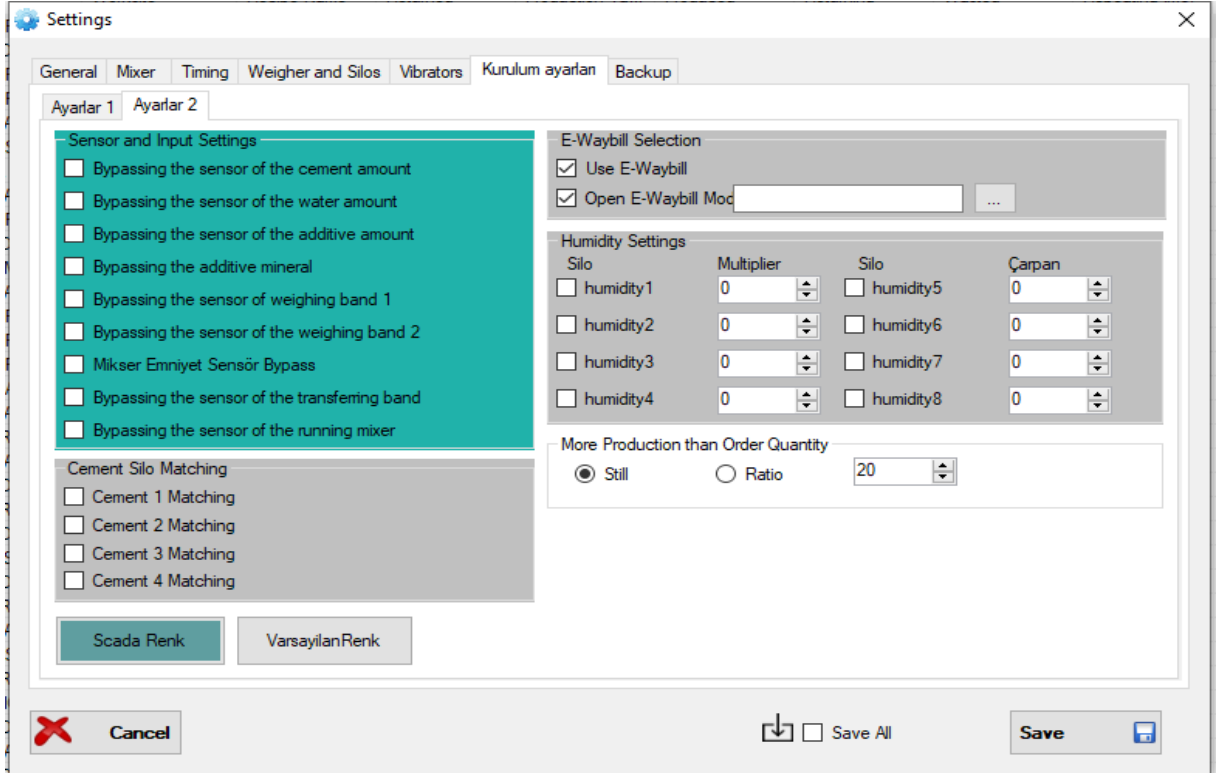 Settings
General Mixer Timing Weigher and Silos Vibrators Kurulum ayarları Backup
Ayarlar 1 Ayarlar 2
Sensor and Input Settings
Bypassing the sensor of the cement amount
Bypassing the sensor of the water amount
Bypassing the sensor of the additive amount
Bypassing the additive mineral
Bypassing the sensor of weighing band 1
Bypassing the sensor of the weighing band 2
Mikser Emniyet Sensör Bypass
Bypassing the sensor of the transferring band
Bypassing the sensor of the running mixer
Cement Silo Matching
Cement 1 Matching
Cement 2 Matching
Cement 3 Matching
Cement 4 Matching
Scada Renk VarsayilanRenk
E-Waybill Selection
Use E-Waybill
Open E-Waybill Mod ...
Humidity Settings
Silo Multiplier Silo Çarpan
humidity1 0 humidity5 0
humidity2 0 humidity6 0
humidity3 0 humidity7 0
humidity4 0 humidity8 0
More Production than Order Quantity
Still Ratio 20
Cancel Save All Save